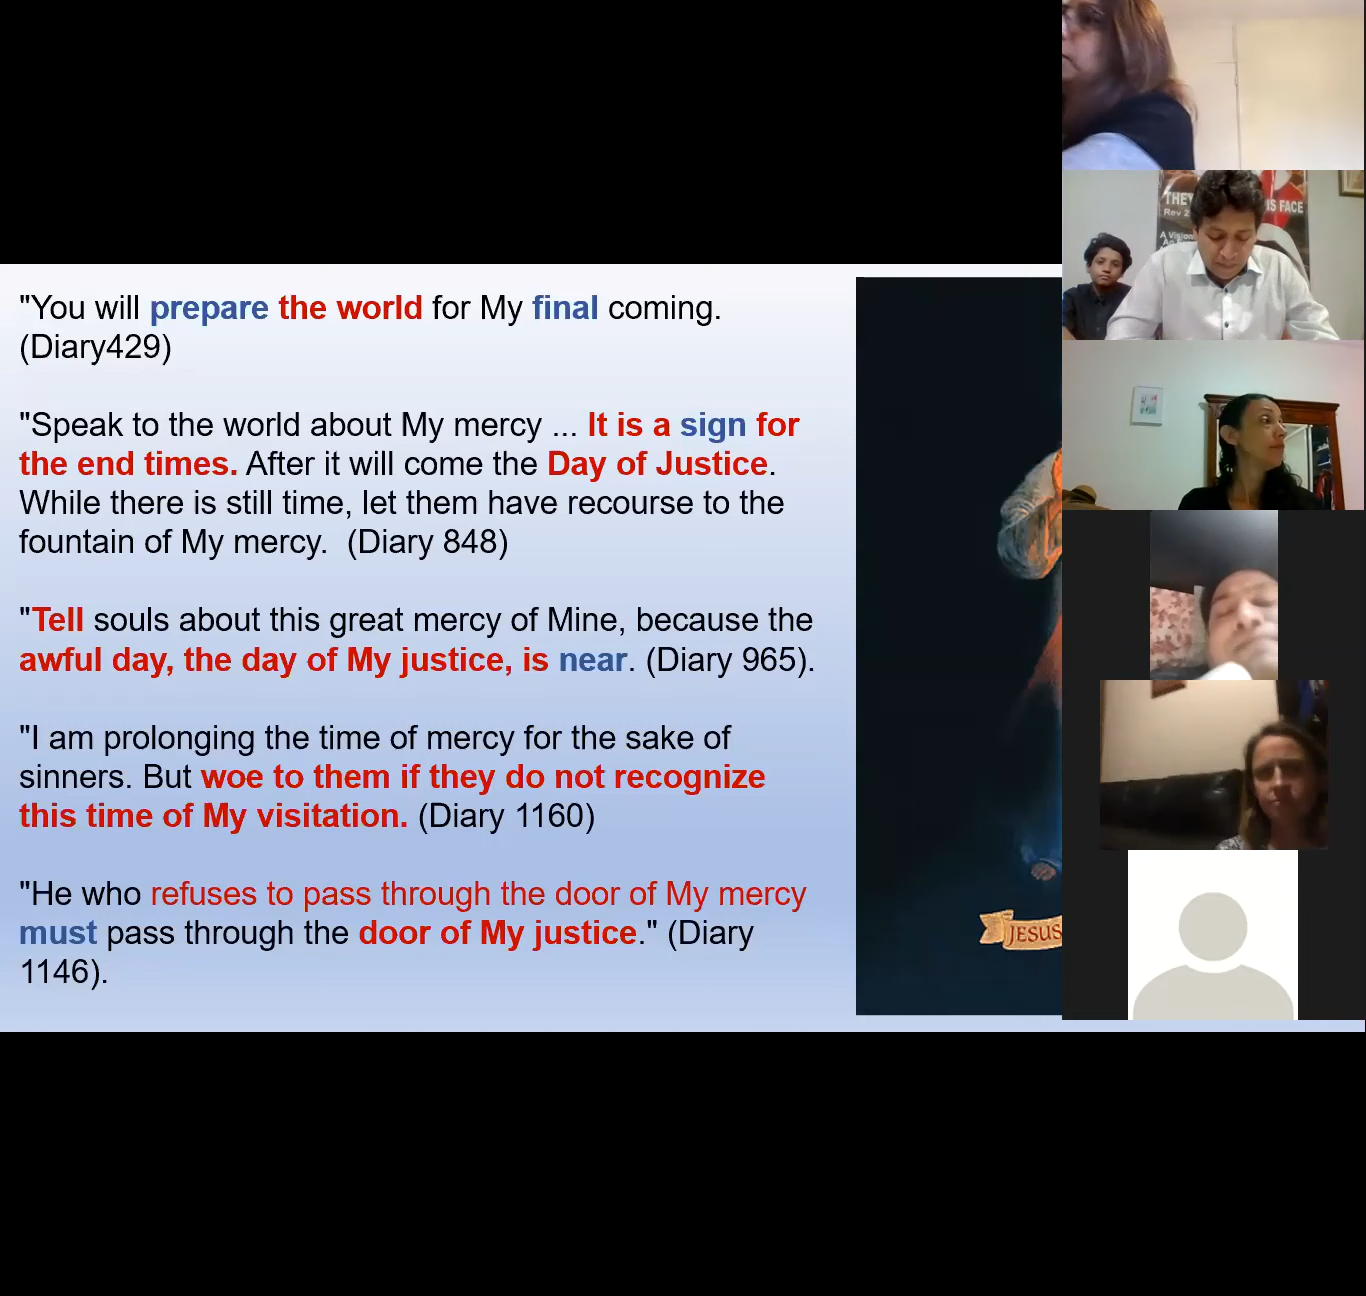 "You will prepare the world for My final coming.
(Diary429)
"Speak to the world about My mercy ... It is a sign for
the end times. After it will come the Day of Justice.
While there is still time, let them have recourse to the
fountain of My mercy.  (Diary 848)
"Tell souls about this great mercy of Mine, because the
awful day, the day of My justice, is near. (Diary 965).
"I am prolonging the time of mercy for the sake of
sinners. But woe to them if they do not recognize
this time of My visitation. (Diary 1160)
"He who refuses to pass through the door of My mercy
must pass through the door of My justice." (Diary
1146).
JESUS
THEY
IS FACE
Rev 2
A Vision